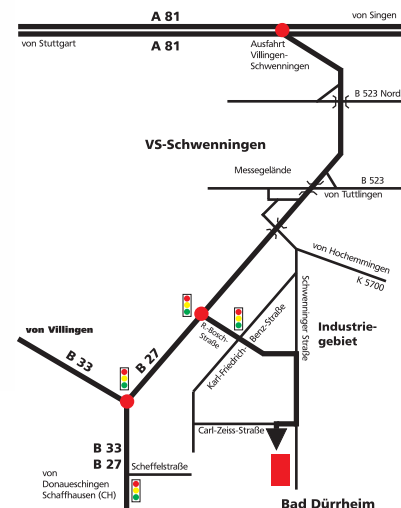 A 81
von Singen
von Stuttgart
A 81
Ausfahrt
Villingen-
Schwenningen
B 523 Nord
VS-Schwenningen
Messegelände
B 523
von Tuttlingen
von Hochemmingen
K 5700
Schwenninger Straße
R.-Bosch-
Straße
Benz-Straße
Karl-Friedrich-
Industrie-
gebiet
von Villingen
B 33
B 27
Carl-Zeiss-Straße
B 33
B 27
Scheffelstraße
von
Donaueschingen
Schaffhausen (CH)
Bad Dürrheim